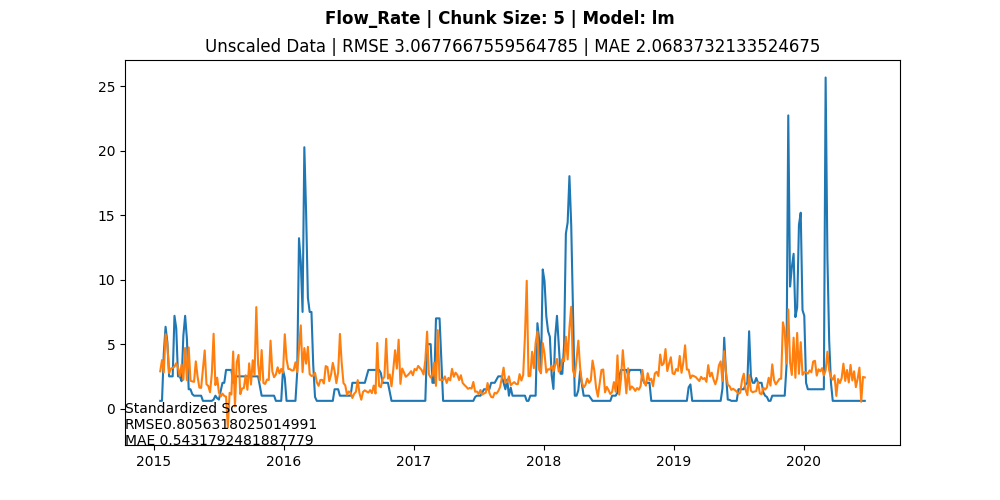 Flow_Rate | Chunk Size: 5 | Model: lm
Unscaled Data | RMSE 3.0677667559564785 | MAE 2.0683732133524675
25
20
15
10
5
0
Standardized Scores
RMSE0.8056318025014991
MAE 0.5431792481887779
2015 2016 2017 2018 2019 2020